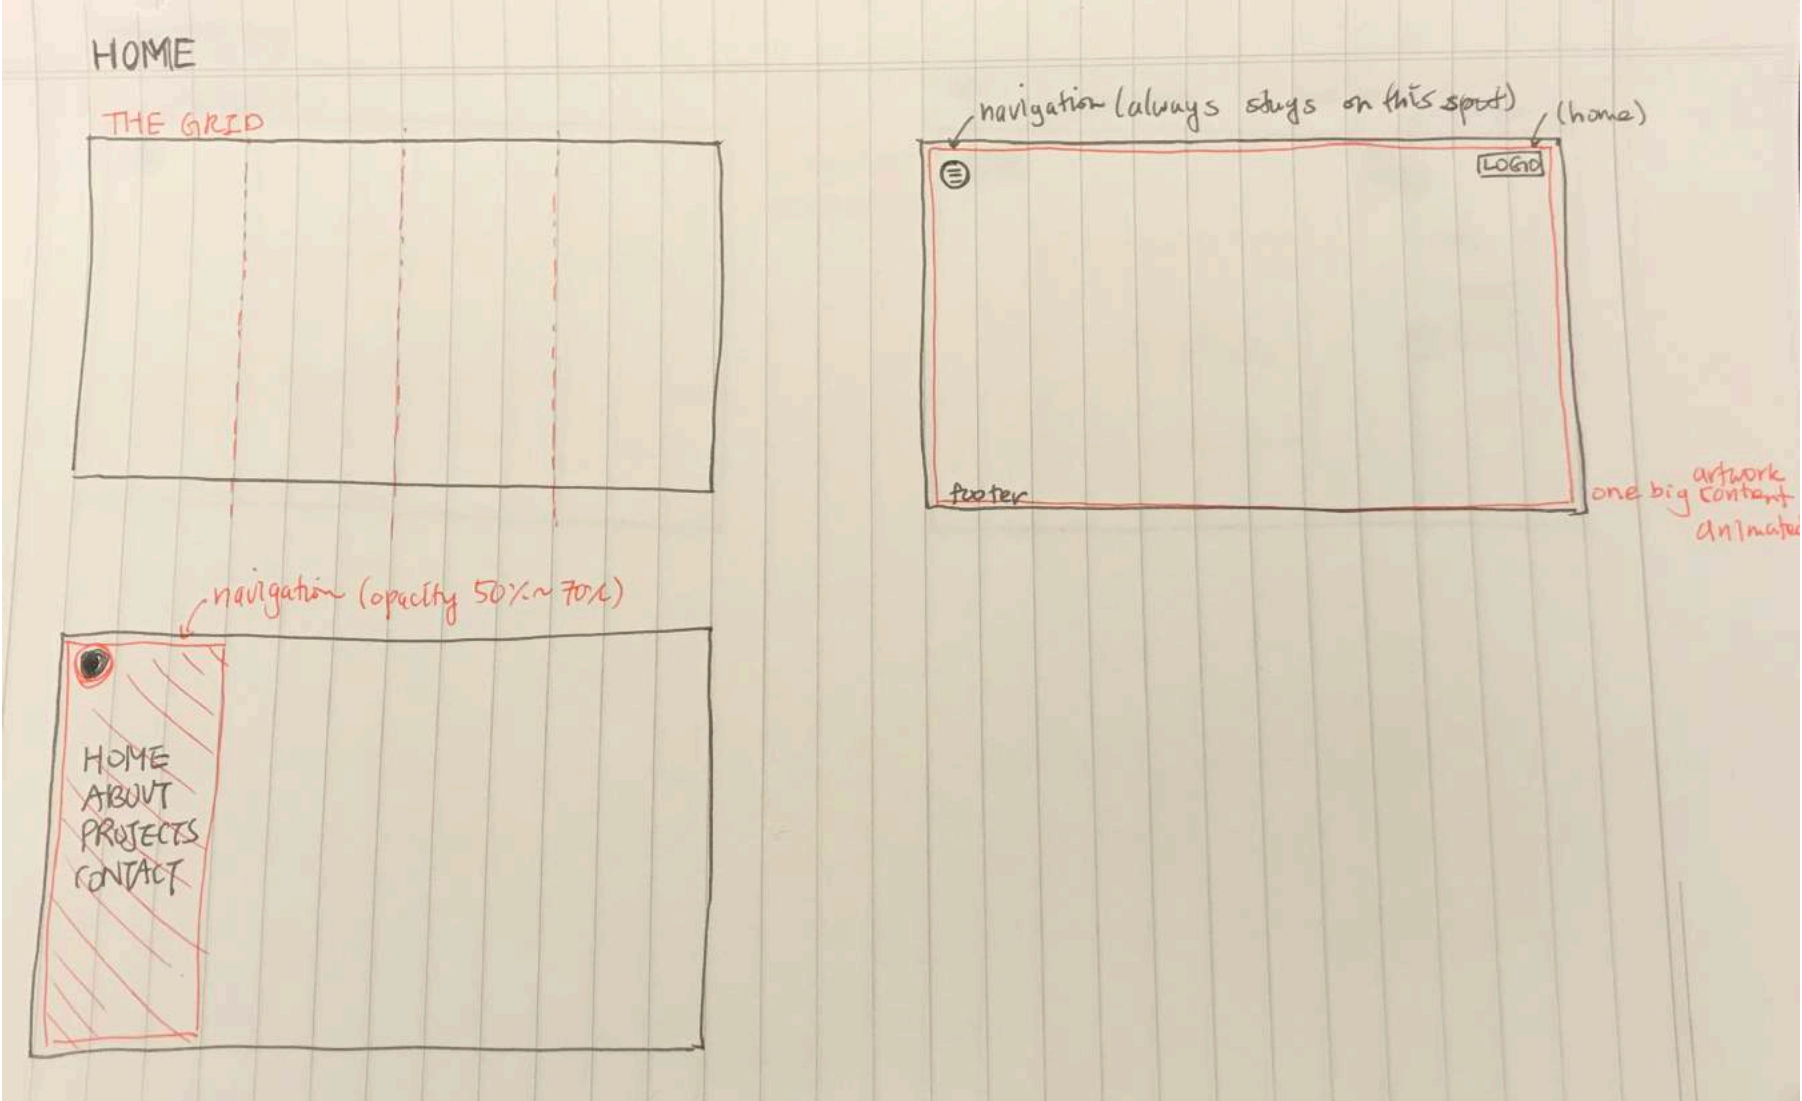 HOME
THE GRID
navigation (always stays on this spot)
(home)
LOGO
footer
artwork
one big content
animated
navigation (opacity 50%~70%)
HOME
ABOUT
PROJECTS
CONTACT